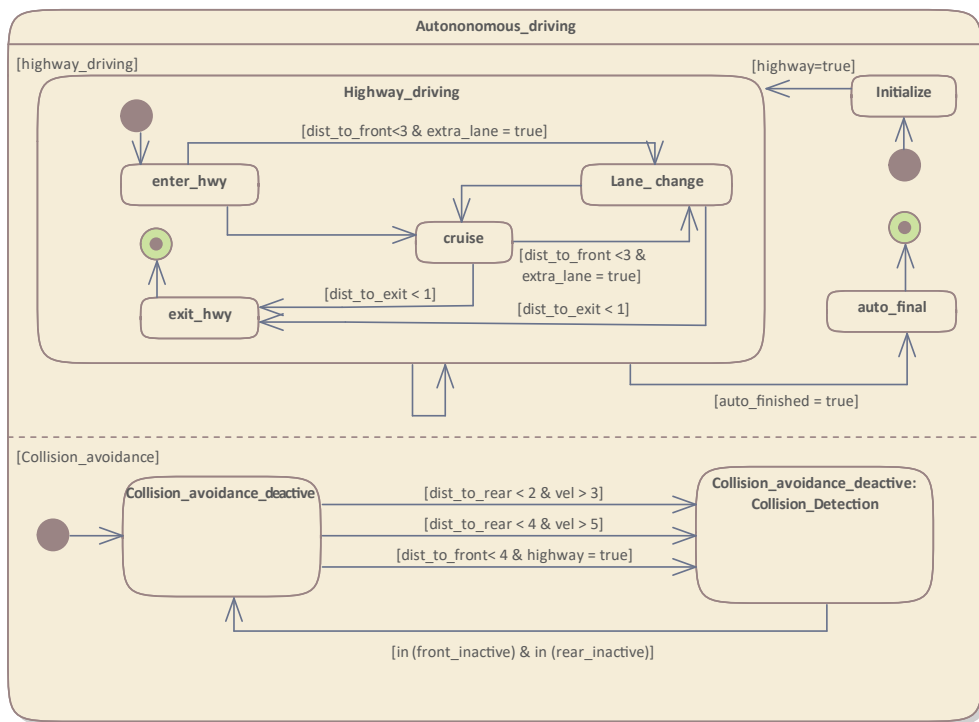 Autononomous_driving
[highway_driving]
[highway=true]
Highway_driving
Initialize
[dist_to_front<3 & extra_lane = true]
enter_hwy
Lane_ change
cruise
[dist_to_front <3 &
extra_lane = true]
[dist_to_exit < 1]
[dist_to_exit < 1]
exit_hwy
auto_final
[auto_finished = true]
[Collision_avoidance]
Collision_avoidance_deactive
[dist_to_rear < 2 & vel > 3]
[dist_to_rear < 4 & vel > 5]
[dist_to_front< 4 & highway = true]
Collision_avoidance_deactive:
Collision_Detection
[in (front_inactive) & in (rear_inactive)]